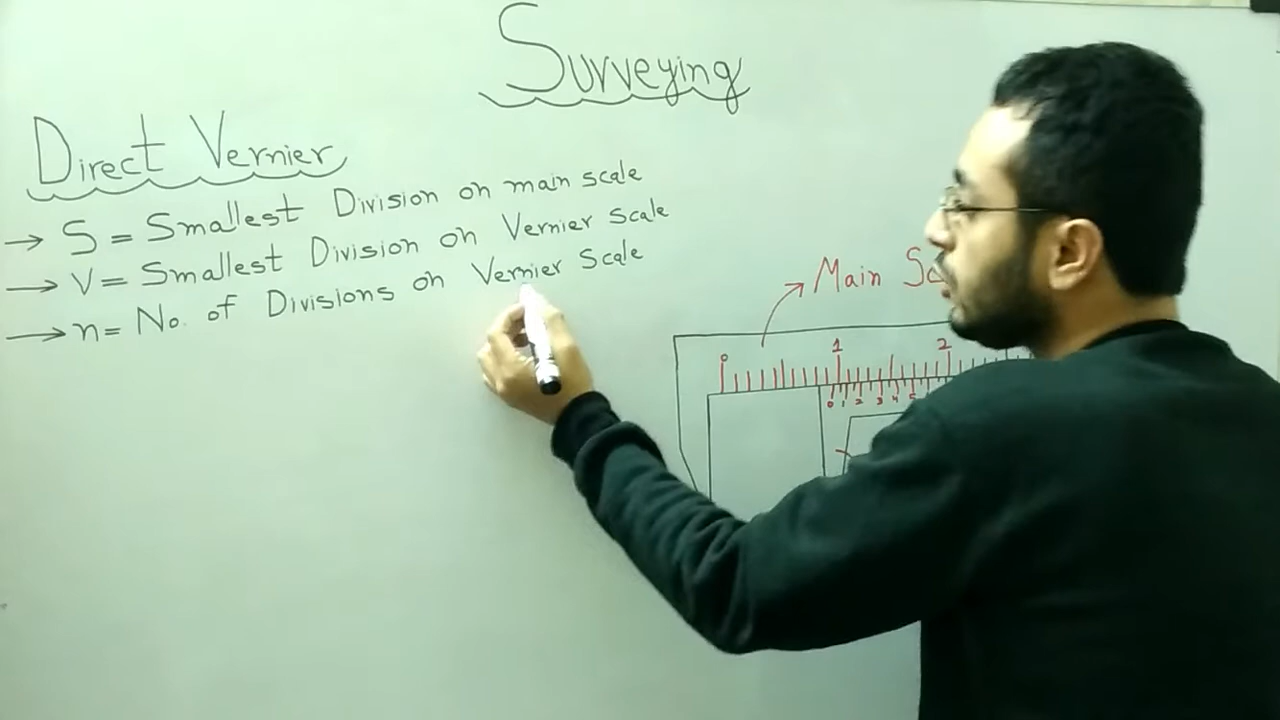 Surveying
Direct Vernier
→ S = Smallest Division on main scale
→ V = Smallest Division on Vernier Scale
→ n = No. of Divisions on Vernier Scale
Main
0 1 2
0 1 2 3 4 5